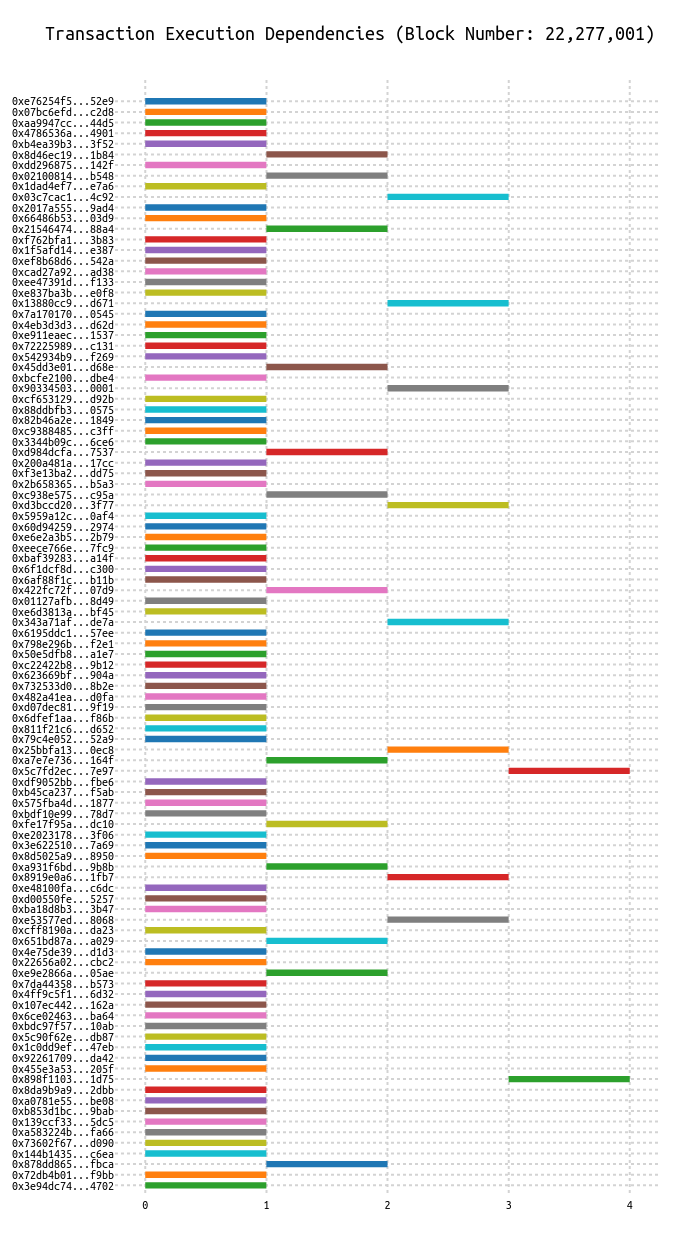 Transaction Execution Dependencies (Block Number: 22,277,001)
0xe76254f5...52e9
0x07bc6efd...c2d8
0xaa9947cc...44d5
0x4786536a...4901
0xb4ea39b3...3f52
0x8d46ec19...1b84
0xdd296875...142f
0x02100814...b548
0x1dad4ef7...e7a6
0x03c7cac1...4c92
0x2017a555...9ad4
0x66486b53...03d9
0x21546474...88a4
0xf762bfa1...3b83
0x1f5afd14...e387
0xef8b68d6...542a
0xcad27a92...ad38
0xee47391d...f133
0xe837ba3b...e0f8
0x13880cc9...d671
0x7a170170...0545
0x4eb3d3d3...d62d
0xe911eaec...1537
0x72225989...c131
0x542934b9...f269
0x45dd3e01...d68e
0xbcfe2100...dbe4
0x90334503...0001
0xcf653129...d92b
0x88ddbfb3...0575
0x82b46a2e...1849
0xc9388485...c3ff
0x3344b09c...6ce6
0xd984dcfa...7537
0x200a481a...17cc
0xf3e13ba2...dd75
0x2b658365...b5a3
0xc938e575...c95a
0xd3bccd20...3f77
0x5959a12c...0af4
0x60d94259...2974
0xe6e2a3b5...2b79
0xeece766e...7fc9
0xbaf39283...a14f
0x6f1dcf8d...c300
0x6af88f1c...b11b
0x422fc72f...07d9
0x01127afb...8d49
0xe6d3813a...bf45
0x343a71af...de7a
0x6195ddc1...57ee
0x798e296b...f2e1
0x50e5dfb8...a1e7
0xc22422b8...9b12
0x623669bf...904a
0x732533d0...8b2e
0x482a41ea...d0fa
0xd07dec81...9f19
0x6dfef1aa...f86b
0x811f21c6...d652
0x79c4e052...52a9
0x25bbfa13...0ec8
0xa7e7e736...164f
0x5c7fd2ec...7e97
0xdf9052bb...fbe6
0xb45ca237...f5ab
0x575fba4d...1877
0xbdf10e99...78d7
0xfe17f95a...dc10
0xe2023178...3f06
0x3e622510...7a69
0x8d5025a9...8950
0xa931f6bd...9b8b
0x8919e0a6...1fb7
0xe48100fa...c6dc
0xd00550fe...5257
0xba18d8b3...3b47
0xe53577ed...8068
0xcff8190a...da23
0x651bd87a...a029
0x4e75de39...d1d3
0x22656a02...cbc2
0xe9e2866a...05ae
0x7da44358...b573
0x4ff9c5f1...6d32
0x107ec442...162a
0x6ce02463...ba64
0xbdc97f57...10ab
0x5c90f62e...db87
0x1c0dd9ef...47eb
0x92261709...da42
0x455e3a53...205f
0x898f1103...1d75
0x8da9b9a9...2dbb
0xa0781e55...be08
0xb853d1bc...9bab
0x139ccf33...5dc5
0xa583224b...fa66
0x73602f67...d090
0x144b1435...c6ea
0x878dd865...fbca
0x72db4b01...f9bb
0x3e94dc74...4702
0 1 2 3 4